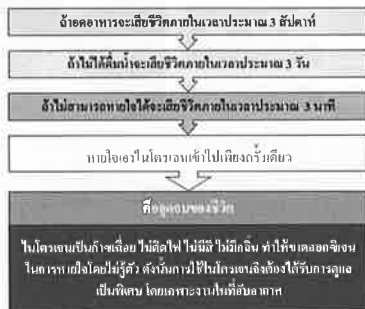 ถ้าอดอาหารจะเสียชีวิตภายในเวลาประมาณ 3 สัปดาห์
ถ้าไม่ได้ดื่มน้ำจะเสียชีวิตภายในเวลาประมาณ 3 วัน
ถ้าไม่สามารถหายใจได้จะเสียชีวิตภายในเวลาประมาณ 3 นาที
หายใจเอาไนโตรเจนเข้าไปเพียงครั้งเดียว
คือจุดจบของชีวิต
ไนโตรเจนเป็นก๊าซเฉื่อย ไม่ติดไฟ ไม่มีสี ไม่มีกลิ่น ทำให้ขาดออกซิเจน
ในการหายใจโดยไม่รู้ตัว ดังนั้นการใช้ไนโตรเจนจึงต้องได้รับการดูแล
เป็นพิเศษ โดยเฉพาะงานในที่อับอากาศ